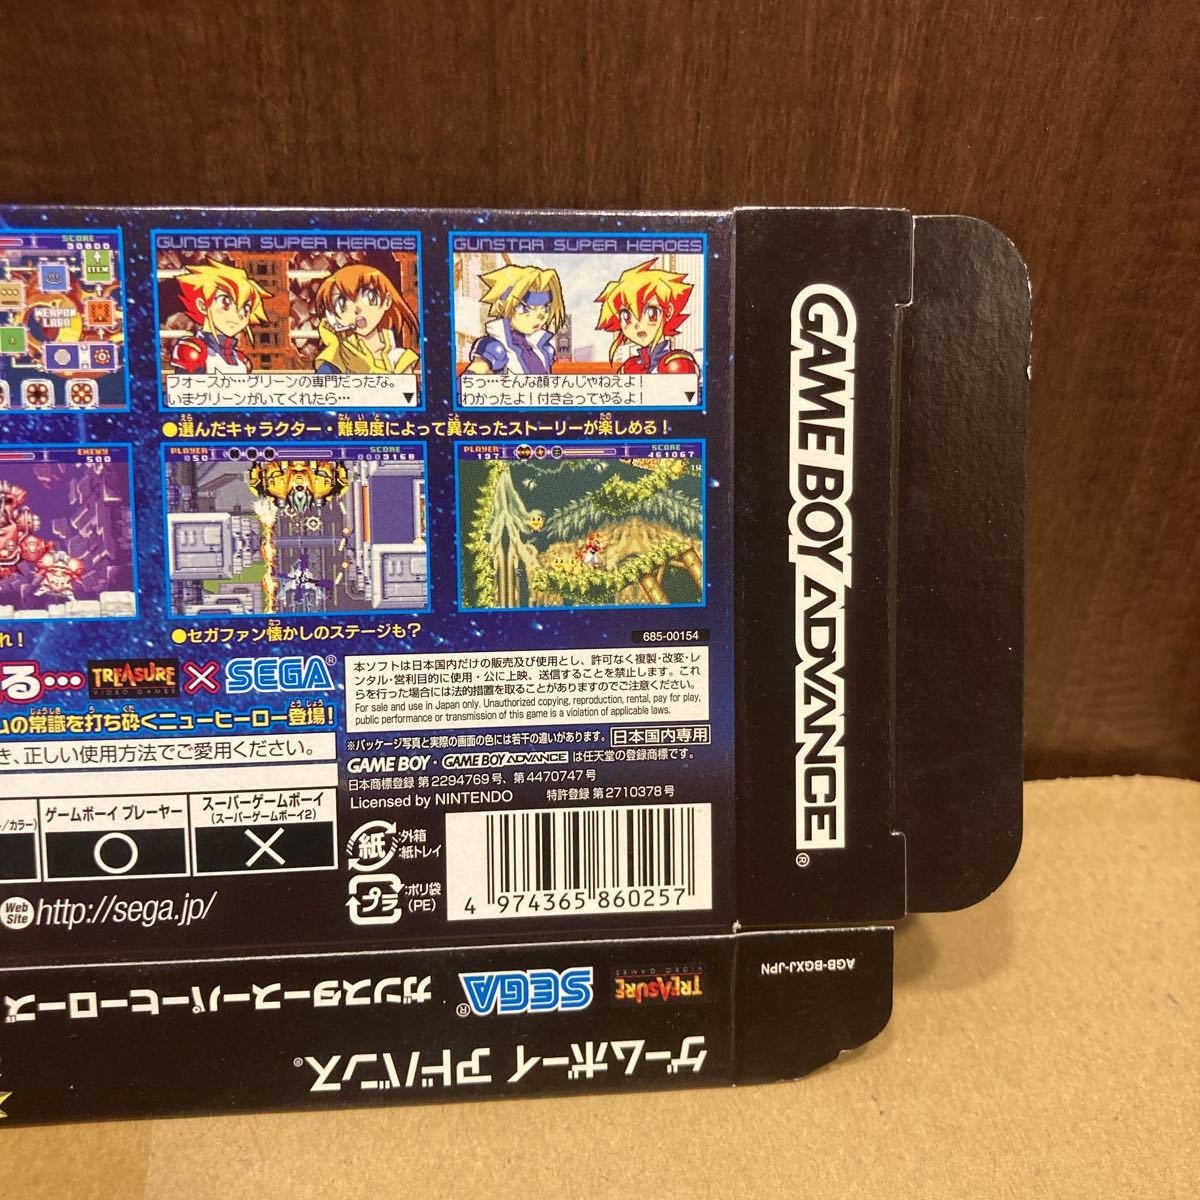 SCORE
30800
ITEM
WEAPON
LABO
GUNSTAR SUPER HEROES
フォースか…グリーンの専門だったな。
いまグリーンがいてくれたら…
▼
GUNSTAR SUPER HEROES
ちっ…そんな顔すんじゃねえよ！
わかったよ！付き合ってやるよ！
▼
●選んだキャラクター・難易度によって異なったストーリーが楽しめる！
ENEMY
500
PLAYER
50
SCORE
0003168
PLAYER
137
SCORE
461067
れ！
●セガファン懐かしのステージも？
685-00154
る…
TREASURE
VIDEO GAMES
×
SEGA®
ムの常識を打ち砕くニューヒーロー登場！
き、正しい使用方法でご愛用ください。
本ソフトは日本国内だけの販売及び使用とし、許可なく複製・改変・レ
ンタル・営利目的に使用・公に上映、送信することを禁止します。これ
らを行った場合には法的措置を取ることがありますのでご注意ください。
For sale and use in Japan only. Unauthorized copying, reproduction, rental, pay for play,
public performance or transmission of this game is a violation of applicable laws.
※パッケージ写真と実際の画面の色には若干の違いがあります。 日本国内専用
GAME BOY・GAME BOY ADVANCE は任天堂の登録商標です。
日本商標登録 第2294769号、第4470747号
Licensed by NINTENDO 特許登録 第2710378号
/カラー)
ゲームボーイ プレーヤー
スーパーゲームボーイ
(スーパーゲームボーイ2)
○
×
Web Site http://sega.jp/
紙 :外箱
:紙トレイ
プラ :ポリ袋
(PE)
4 974365 860257
GAME BOY ADVANCE®
AGB-BGXJ-JPN
TREASURE
VIDEO GAMES
SEGA®
ガンスタースーパーヒーローズ
ゲームボーイ アドバンス®